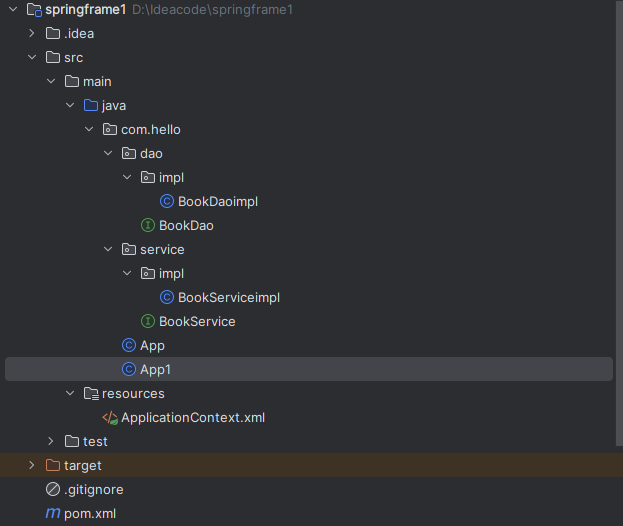 springframe1 D:\Ideacode\springframe1
.idea
src
main
java
com.hello
dao
impl
BookDaoimpl
BookDao
service
impl
BookServiceimpl
BookService
App
App1
resources
ApplicationContext.xml
test
target
.gitignore
pom.xml